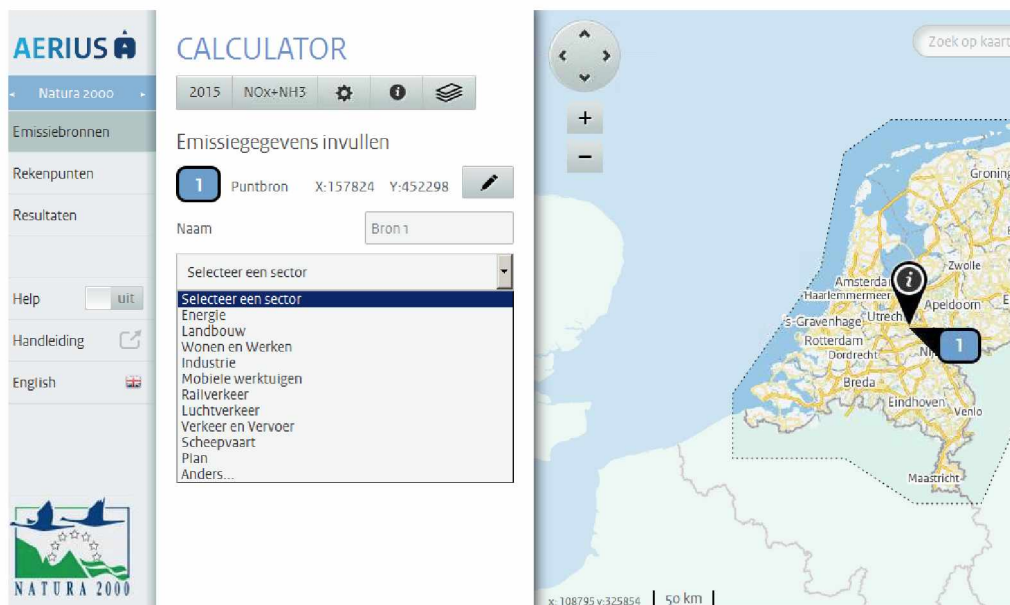 AERIUS
Natura 2000
Emissiebronnen
Rekenpunten
Resultaten
Help uit
Handleiding
English
NATURA 2000
CALCULATOR
2015 NOx+NH3
Emissiegegevens invullen
1 Puntbron X:157824 Y:452298
Naam Bron 1
Selecteer een sector
Selecteer een sector
Energie
Landbouw
Wonen en Werken
Industrie
Mobiele werktuigen
Railverkeer
Luchtverkeer
Verkeer en Vervoer
Scheepvaart
Plan
Anders...
Zoek op kaart
+
−
Groning
Zwolle
Amsterda
Haarlemmermeer
Apeldoorn E
's-Gravenhage Utrech
Rotterdam
1
Dordrecht Nij
Breda
Eindhoven
Venlo
Maastricht
x: 108795 y:325854 50 km